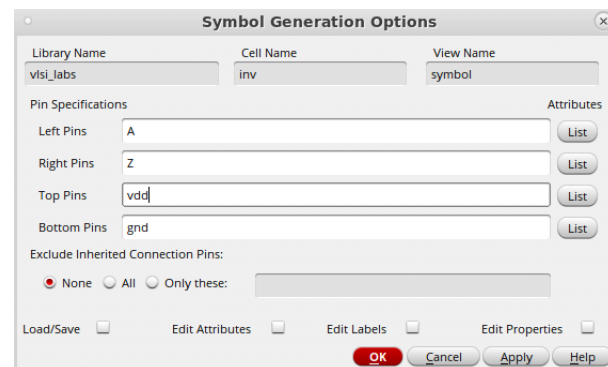 Symbol Generation Options
Library Name Cell Name View Name
vlsi_labs inv symbol
Pin Specifications Attributes
Left Pins A List
Right Pins Z List
Top Pins vdd List
Bottom Pins gnd List
Exclude Inherited Connection Pins:
None All Only these:
Load/Save Edit Attributes Edit Labels Edit Properties
OK Cancel Apply Help